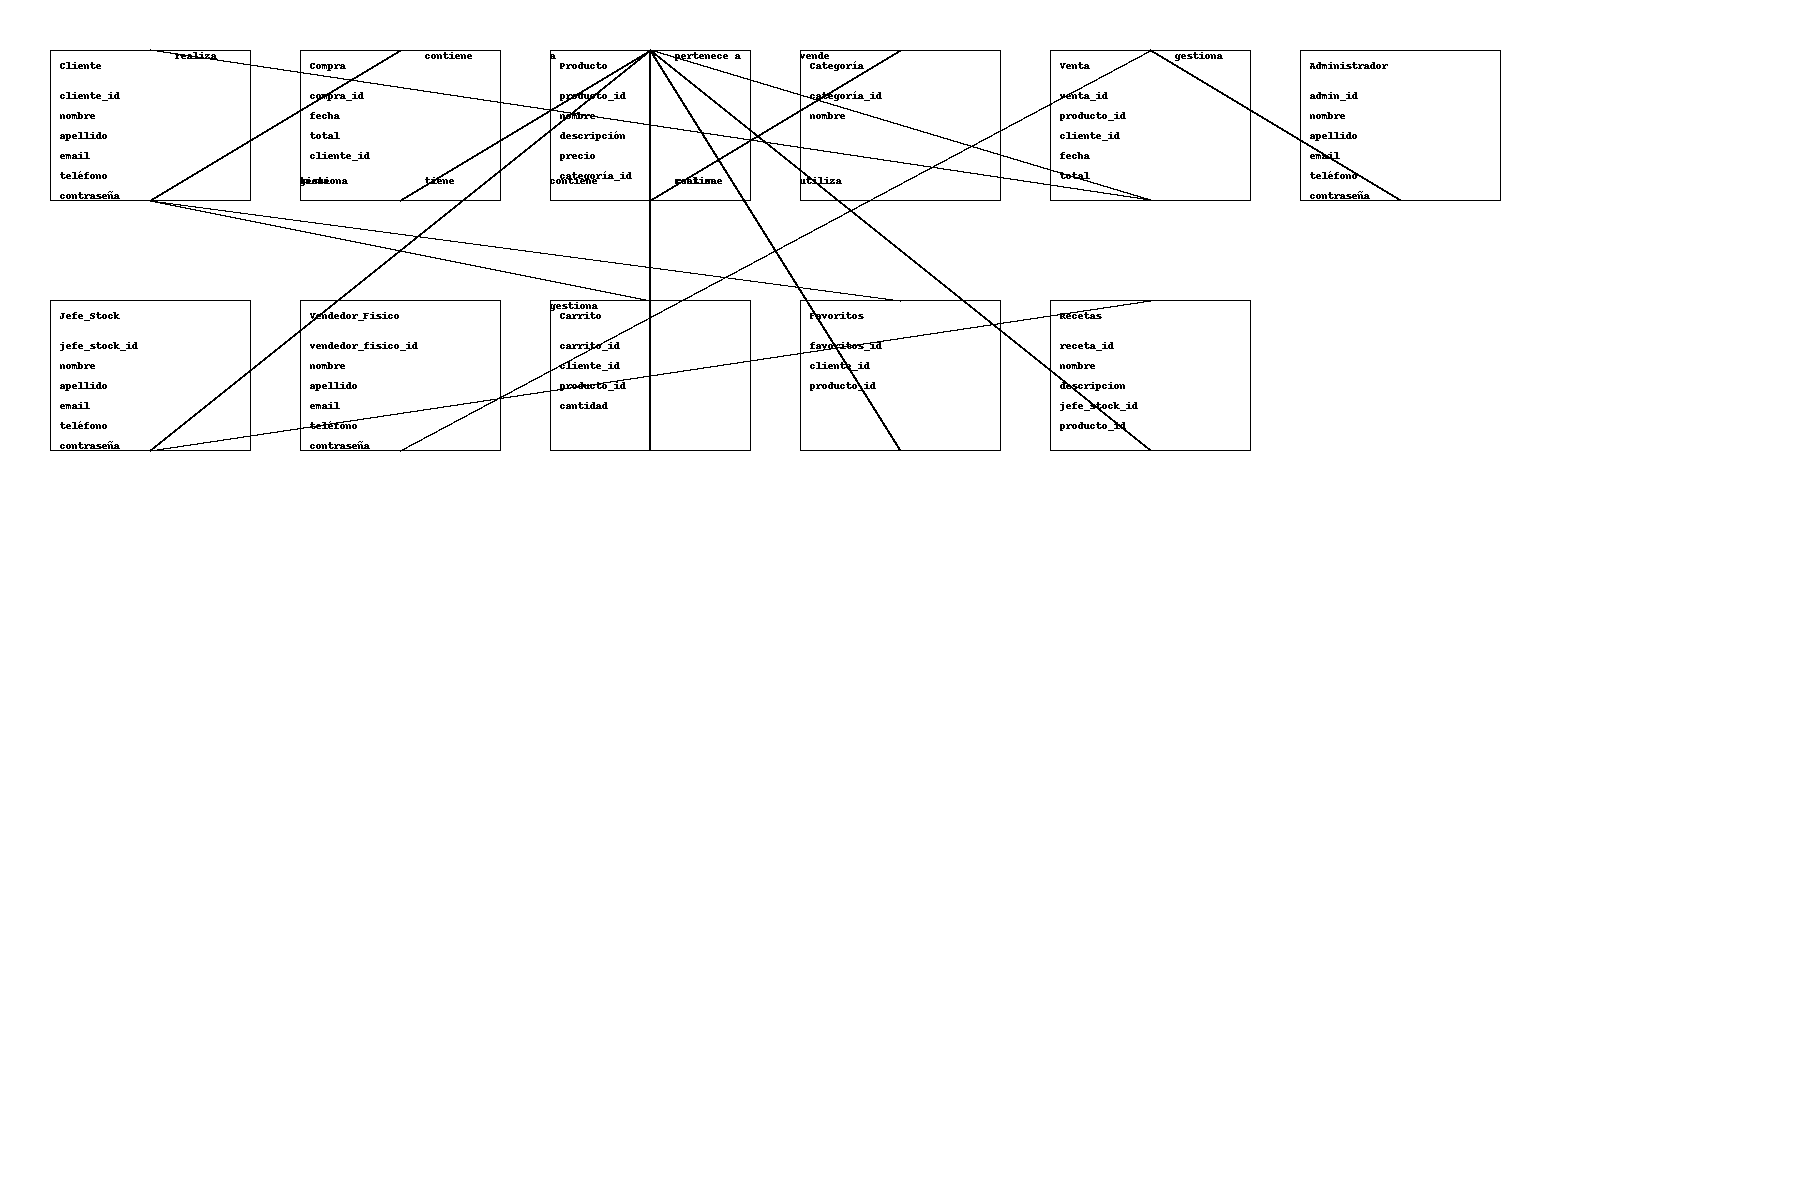 realiza
contiene
a
pertenece a
vende
gestiona
Cliente
cliente_id
nombre
apellido
email
teléfono
contraseña
Compra
compra_id
fecha
total
cliente_id
gestiona
tiene
Producto
producto_id
nombre
descripción
precio
categoría_id
contiene
Categoría
categoría_id
nombre
utiliza
Venta
venta_id
producto_id
cliente_id
fecha
total
Administrador
admin_id
nombre
apellido
email
teléfono
contraseña
Jefe_Stock
jefe_stock_id
nombre
apellido
email
teléfono
contraseña
Vendedor_Fisico
vendedor_fisico_id
nombre
apellido
email
teléfono
contraseña
gestiona
Carrito
carrito_id
cliente_id
producto_id
cantidad
Favoritos
favoritos_id
cliente_id
producto_id
Recetas
receta_id
nombre
descripcion
jefe_stock_id
producto_id